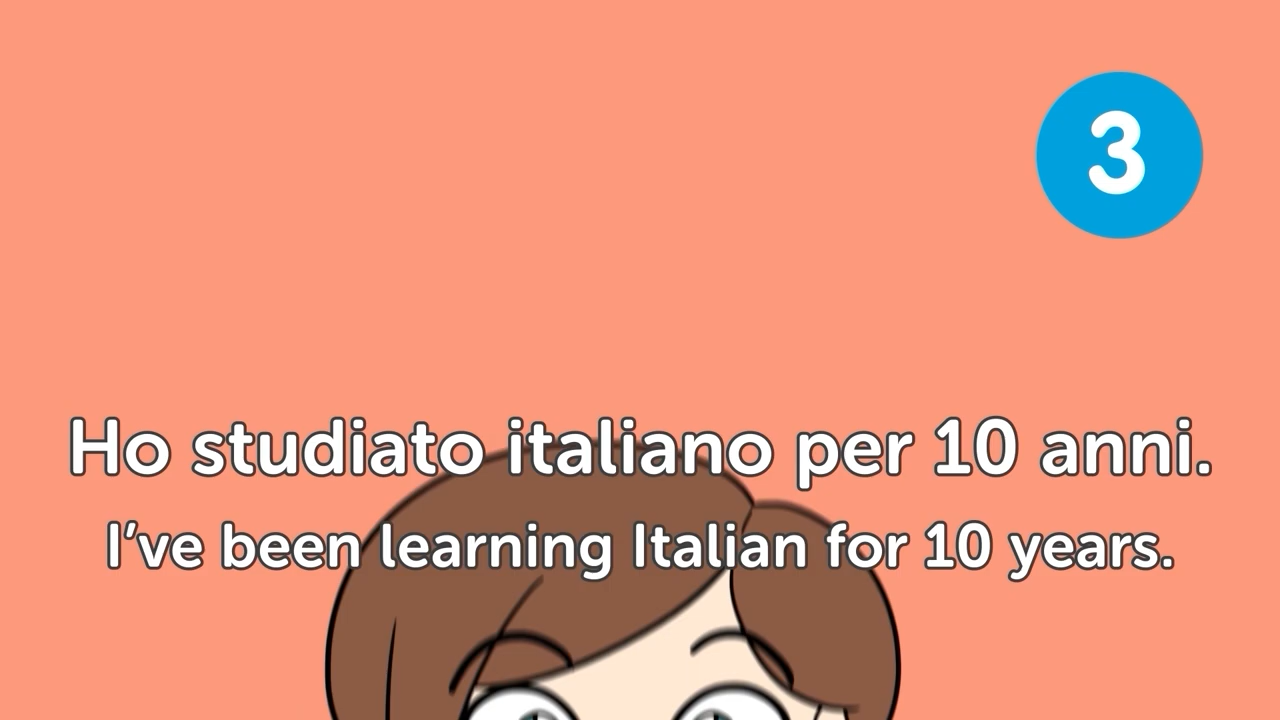 3
Ho studiato italiano per 10 anni.
I’ve been learning Italian for 10 years.